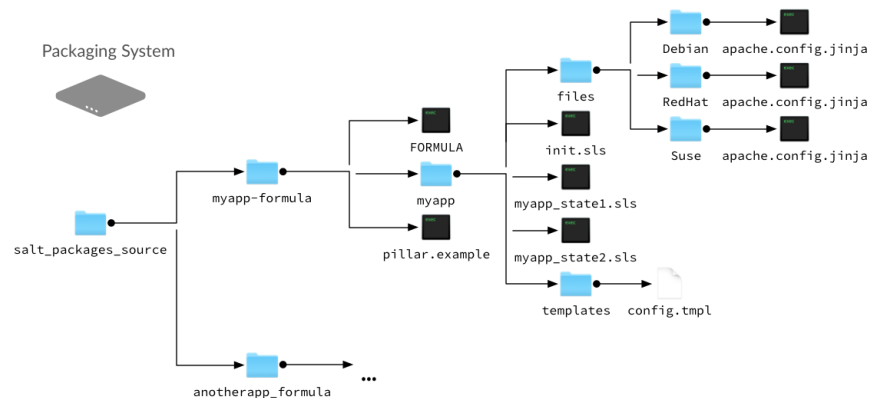 Packaging System
Debian apache.config.jinja
files
RedHat apache.config.jinja
FORMULA
init.sls
Suse apache.config.jinja
myapp-formula
myapp
myapp_state1.sls
salt_packages_source
pillar.example
myapp_state2.sls
templates config.tmpl
anotherapp_formula
...